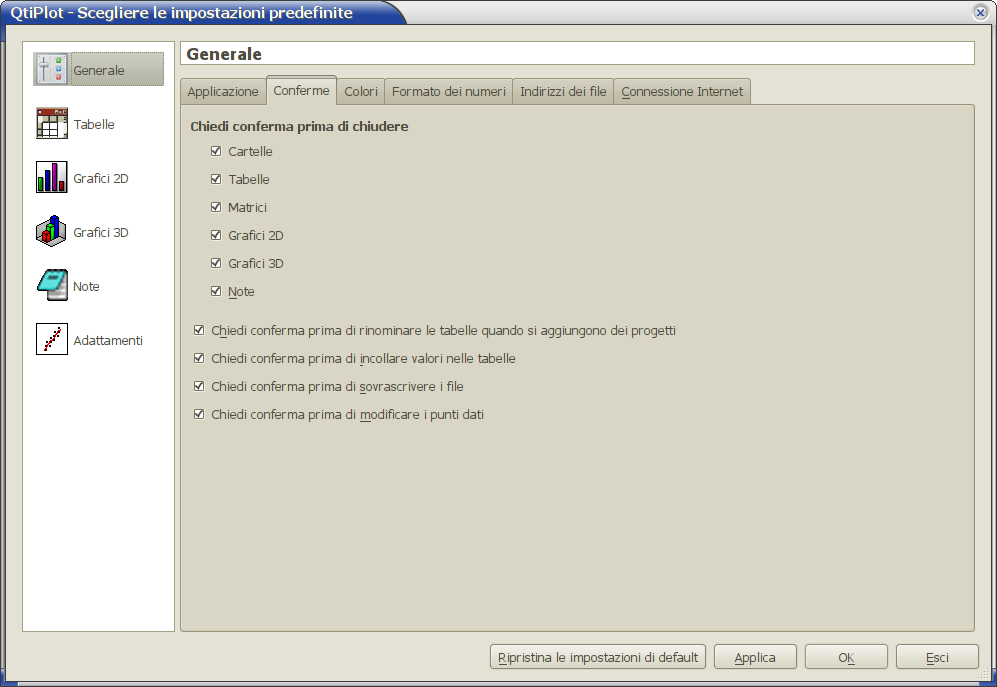 QtiPlot - Scegliere le impostazioni predefinite
Generale
Tabelle
Grafici 2D
Grafici 3D
Note
Adattamenti
Generale
Applicazione Conferme Colori Formato dei numeri Indirizzi dei file Connessione Internet
Chiedi conferma prima di chiudere
Cartelle
Tabelle
Matrici
Grafici 2D
Grafici 3D
Note
Chiedi conferma prima di rinominare le tabelle quando si aggiungono dei progetti
Chiedi conferma prima di incollare valori nelle tabelle
Chiedi conferma prima di sovrascrivere i file
Chiedi conferma prima di modificare i punti dati
Ripristina le impostazioni di default Applica OK Esci